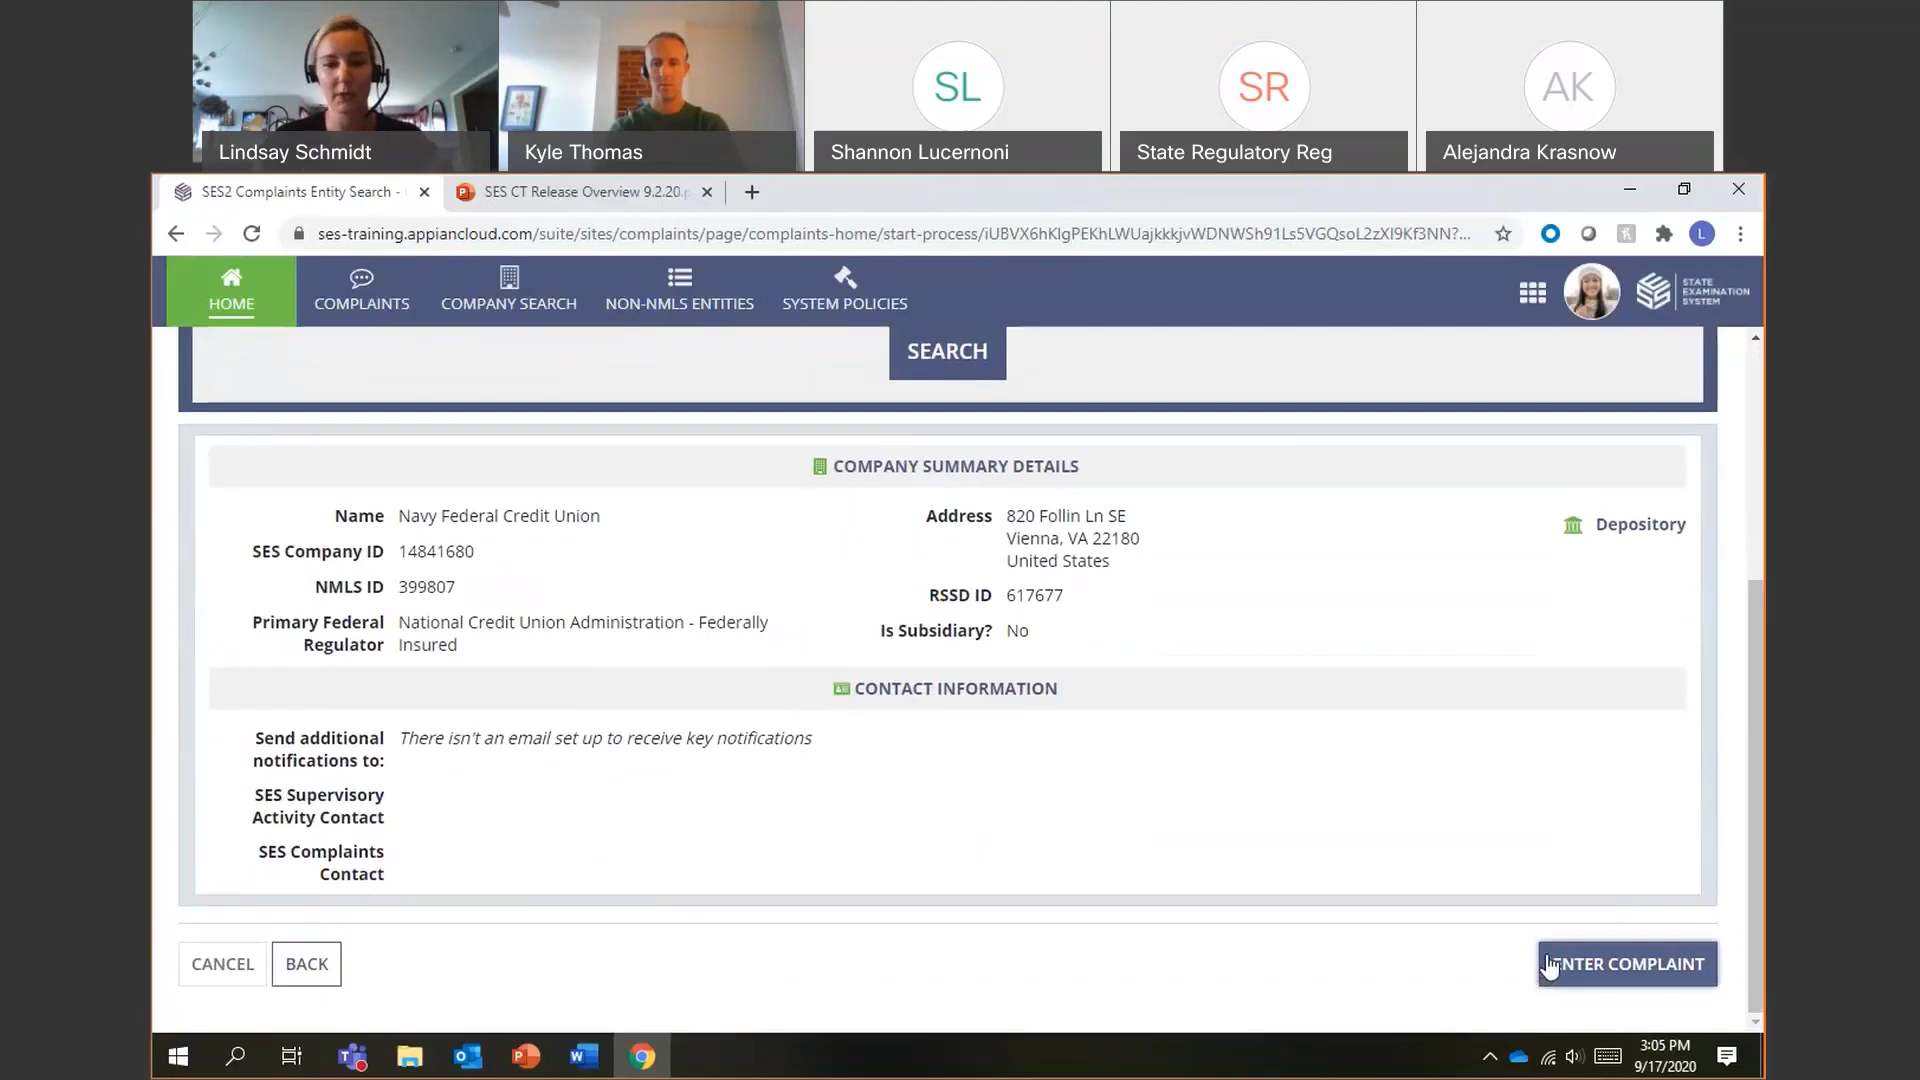 SL
SR
AK
Lindsay Schmidt
Kyle Thomas
Shannon Lucernoni
State Regulatory Reg
Alejandra Krasnow
SES2 Complaints Entity Search -
SES CT Release Overview 9.2.20.p
ses-training.appiancloud.com/suite/sites/complaints/page/complaints-home/start-process/iUBVX6hKlgPEKhLWUajkkkjvWDNWSh91Ls5VGQsoL2zXI9Kf3NN?...
L
HOME
COMPLAINTS
COMPANY SEARCH
NON-NMLS ENTITIES
SYSTEM POLICIES
STATE
EXAMINATION
SYSTEM
SEARCH
COMPANY SUMMARY DETAILS
Name Navy Federal Credit Union
SES Company ID 14841680
NMLS ID 399807
Primary Federal National Credit Union Administration - Federally
Regulator Insured
Address 820 Follin Ln SE
Vienna, VA 22180
United States
RSSD ID 617677
Is Subsidiary? No
Depository
CONTACT INFORMATION
Send additional There isn't an email set up to receive key notifications
notifications to:
SES Supervisory
Activity Contact
SES Complaints
Contact
CANCEL
BACK
ENTER COMPLAINT
3:05 PM
9/17/2020